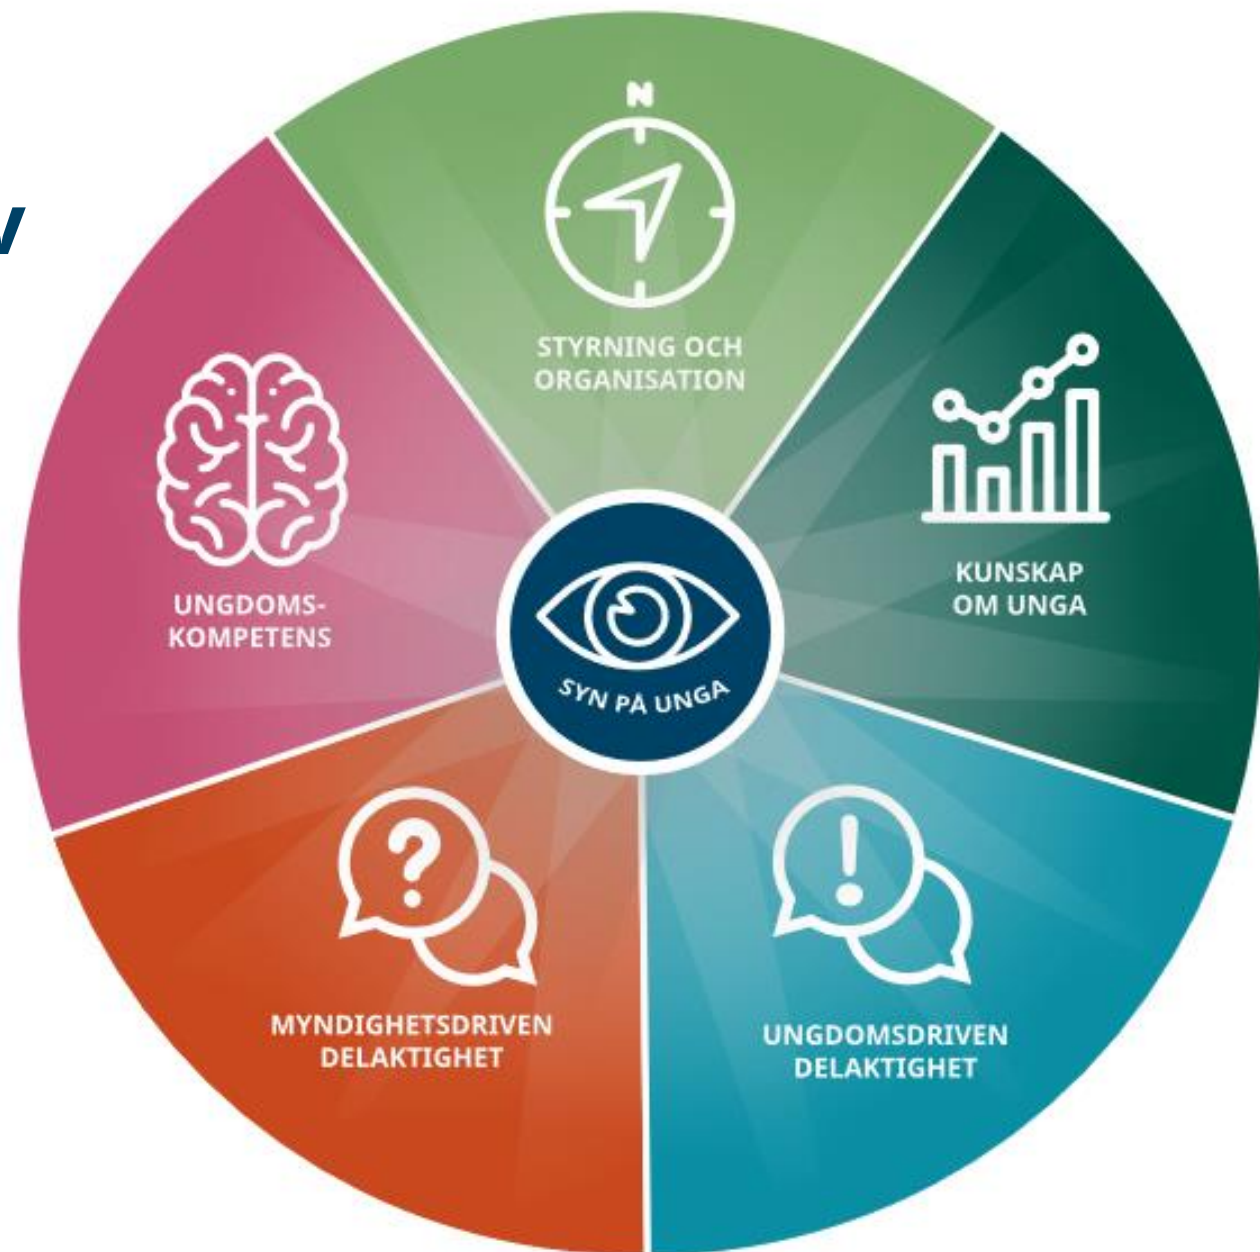 N
v
STYRNING OCH
ORGANISATION
UNGDOMS-
KOMPETENS
KUNSKAP
OM UNGA
SYN PÅ UNGA
MYNDIGHETSDRIVEN
DELAKTIGHET
UNGDOMSDRIVEN
DELAKTIGHET